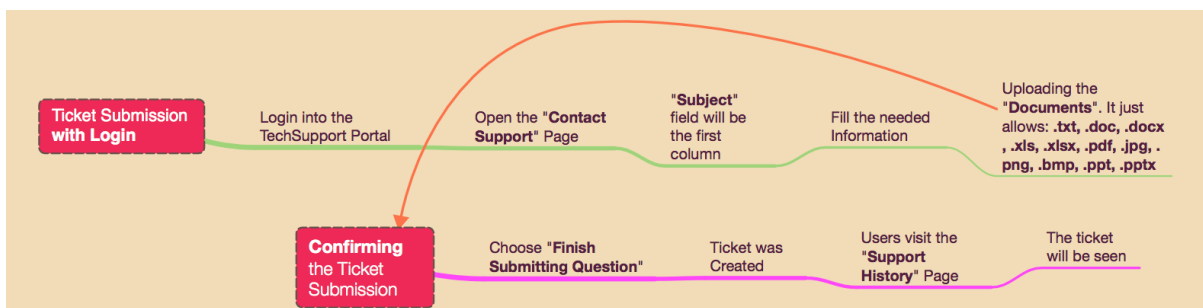 Ticket Submission
with Login
Login into the
TechSupport Portal
Open the "Contact
Support" Page
"Subject"
field will be
the first
column
Fill the needed
Information
Uploading the
"Documents". It just
allows: .txt, .doc, .docx
, .xls, .xlsx, .pdf, .jpg, .
png, .bmp, .ppt, .pptx
Confirming
the Ticket
Submission
Choose "Finish
Submitting Question"
Ticket was
Created
Users visit the
"Support
History" Page
The ticket
will be seen